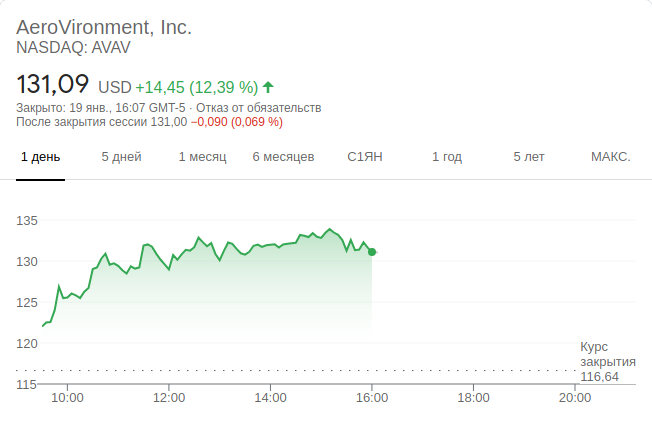 AeroVironment, Inc.
NASDAQ: AVAV
131,09 USD +14,45 (12,39 %)
Закрыто: 19 янв., 16:07 GMT-5 · Отказ от обязательств
После закрытия сессии 131,00 −0,090 (0,069 %)
1 день 5 дней 1 месяц 6 месяцев С1ЯН 1 год 5 лет МАКС.
135
130
125
120
Курс
закрытия
116,64
115
10:00 12:00 14:00 16:00 18:00 20:00